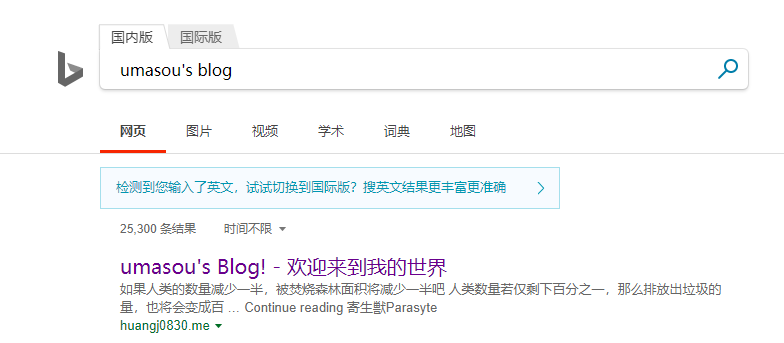 国内版 国际版
umasou's blog
网页 图片 视频 学术 词典 地图
检测到您输入了英文，试试切换到国际版？搜英文结果更丰富更准确
25,300 条结果 时间不限
umasou's Blog! - 欢迎来到我的世界
如果人类的数量减少一半，被焚烧森林面积将减少一半吧 人类数量若仅剩下百分之一，那么排放出垃圾的
量，也将会变成百 ... Continue reading 寄生獣Parasyte
huangj0830.me